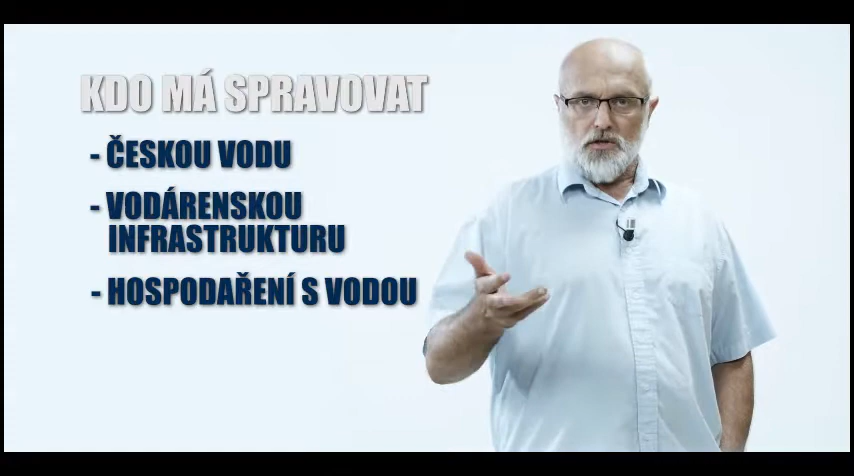 KDO MÁ SPRAVOVAT
- ČESKOU VODU
- VODÁRENSKOU
INFRASTRUKTURU
- HOSPODAŘENÍ S VODOU